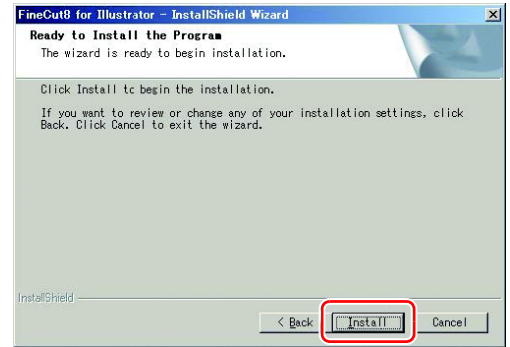 FineCut8 for Illustrator - InstallShield Wizard
Ready to Install the Program
The wizard is ready to begin installation.
Click Install to begin the installation.
If you want to review or change any of your installation settings, click
Back. Click Cancel to exit the wizard.
InstallShield
< Back Install Cancel